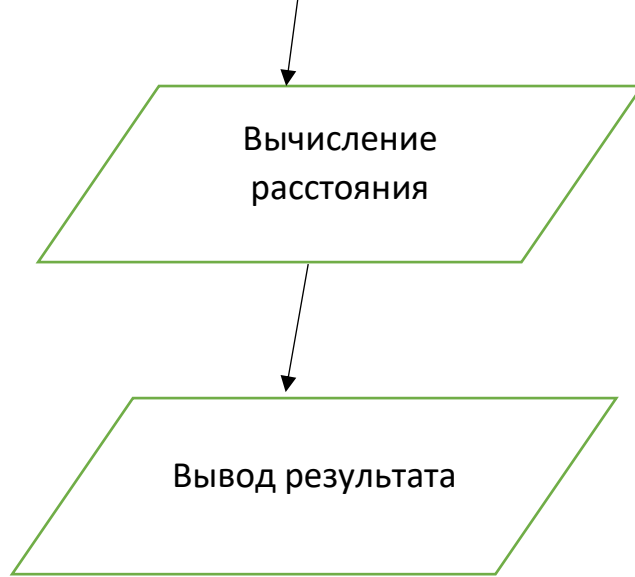 Вычисление
расстояния
Вывод результата